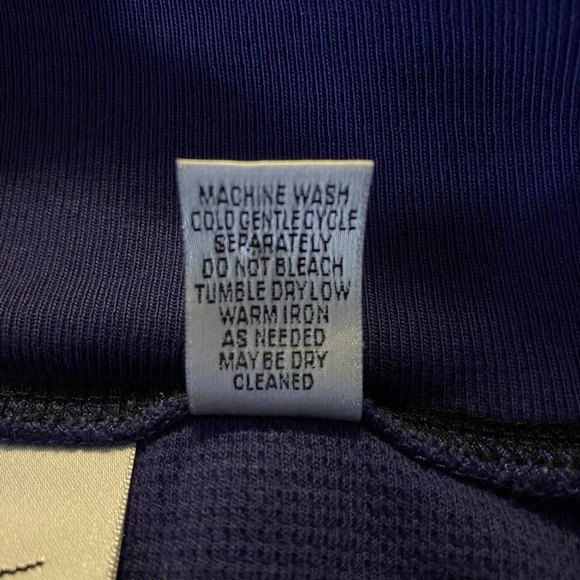 MACHINE WASH
COLD GENTLE CYCLE
SEPARATELY
DO NOT BLEACH
TUMBLE DRY LOW
WARM IRON
AS NEEDED
MAY BE DRY
CLEANED